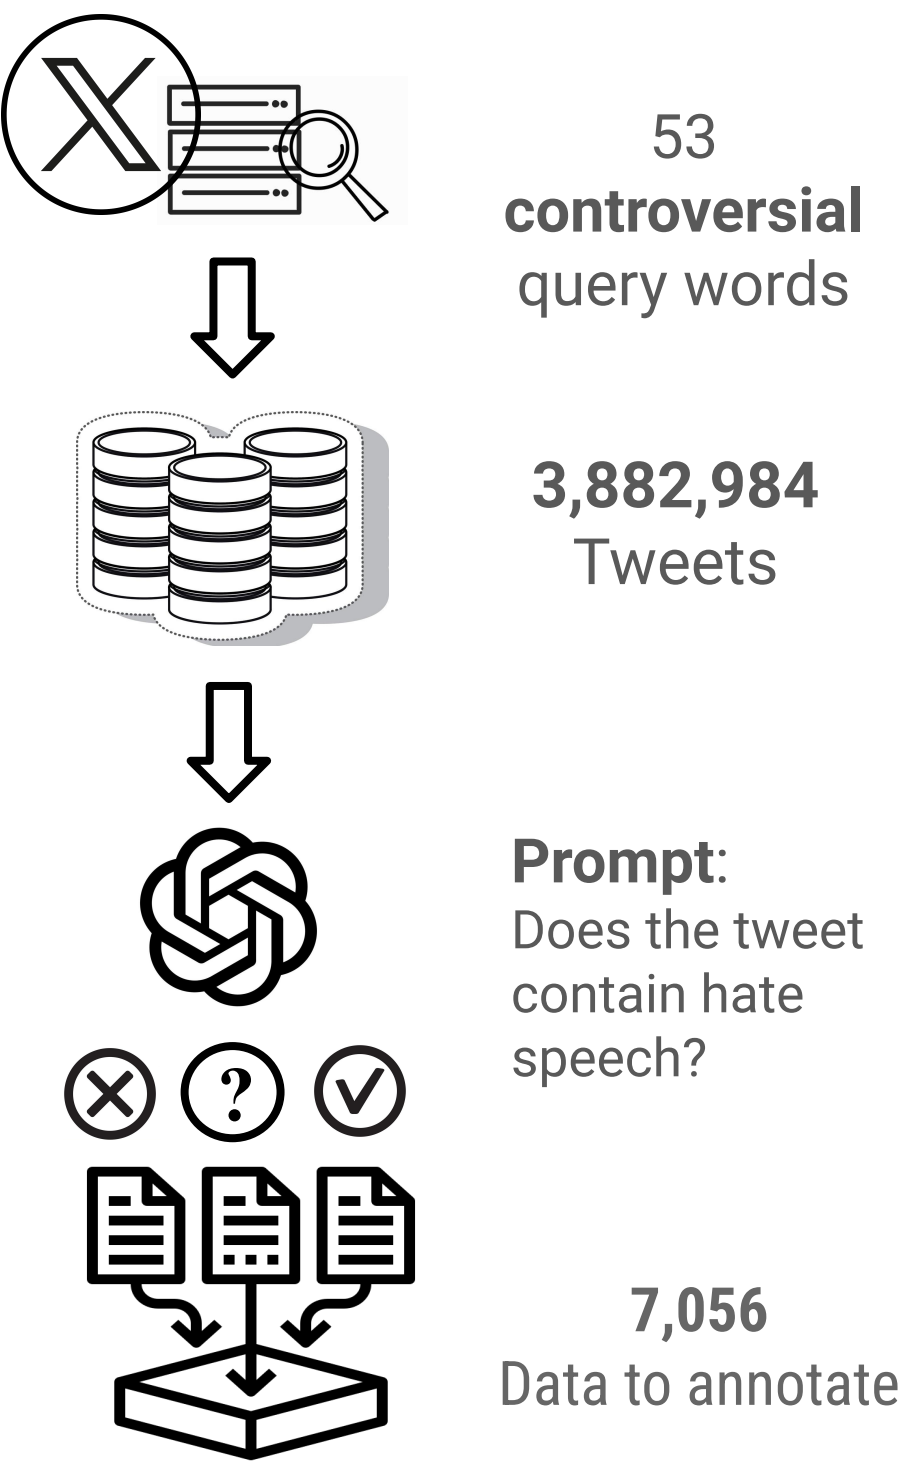 53
controversial
query words
3,882,984
Tweets
Prompt:
Does the tweet
contain hate
speech?
?
7,056
Data to annotate